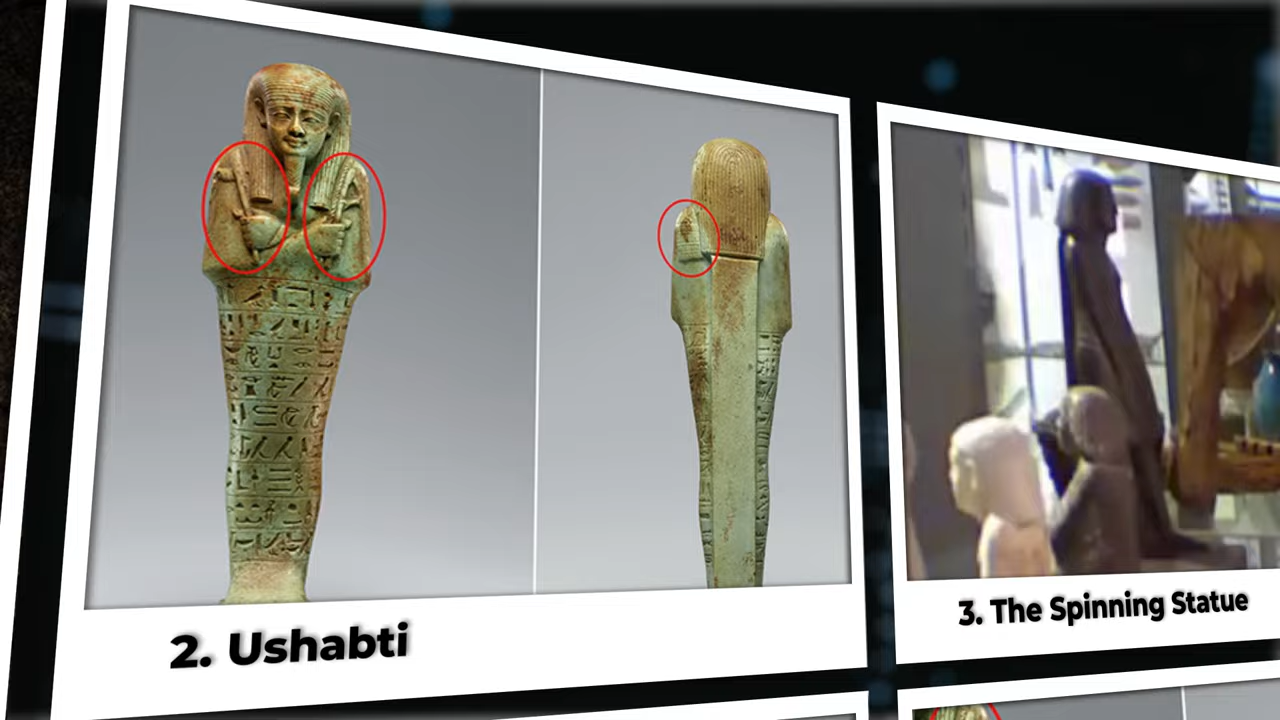 2. Ushabti
3. The Spinning Statue